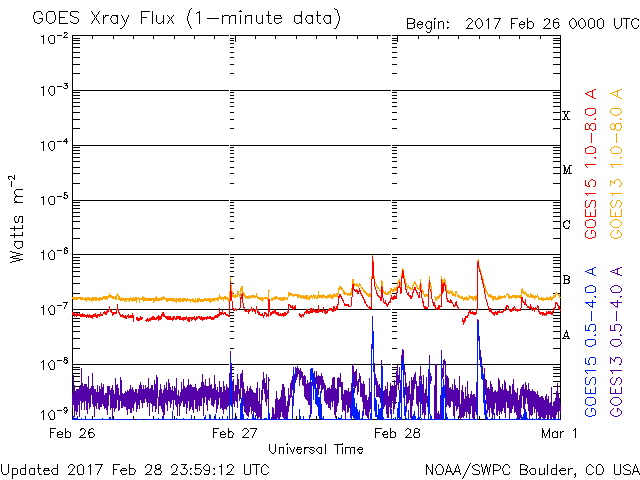 GOES Xray Flux (1-minute data)
Begin: 2017 Feb 26 0000 UTC
10-2
10-3
10-4
10-5
10-6
10-7
10-8
10-9
Watts m-2
X
M
C
B
A
GOES15 1.0-8.0 A
GOES13 1.0-8.0 A
GOES15 0.5-4.0 A
GOES13 0.5-4.0 A
Feb 26
Feb 27
Feb 28
Mar 1
Universal Time
Updated 2017 Feb 28 23:59:12 UTC
NOAA/SWPC Boulder, CO USA